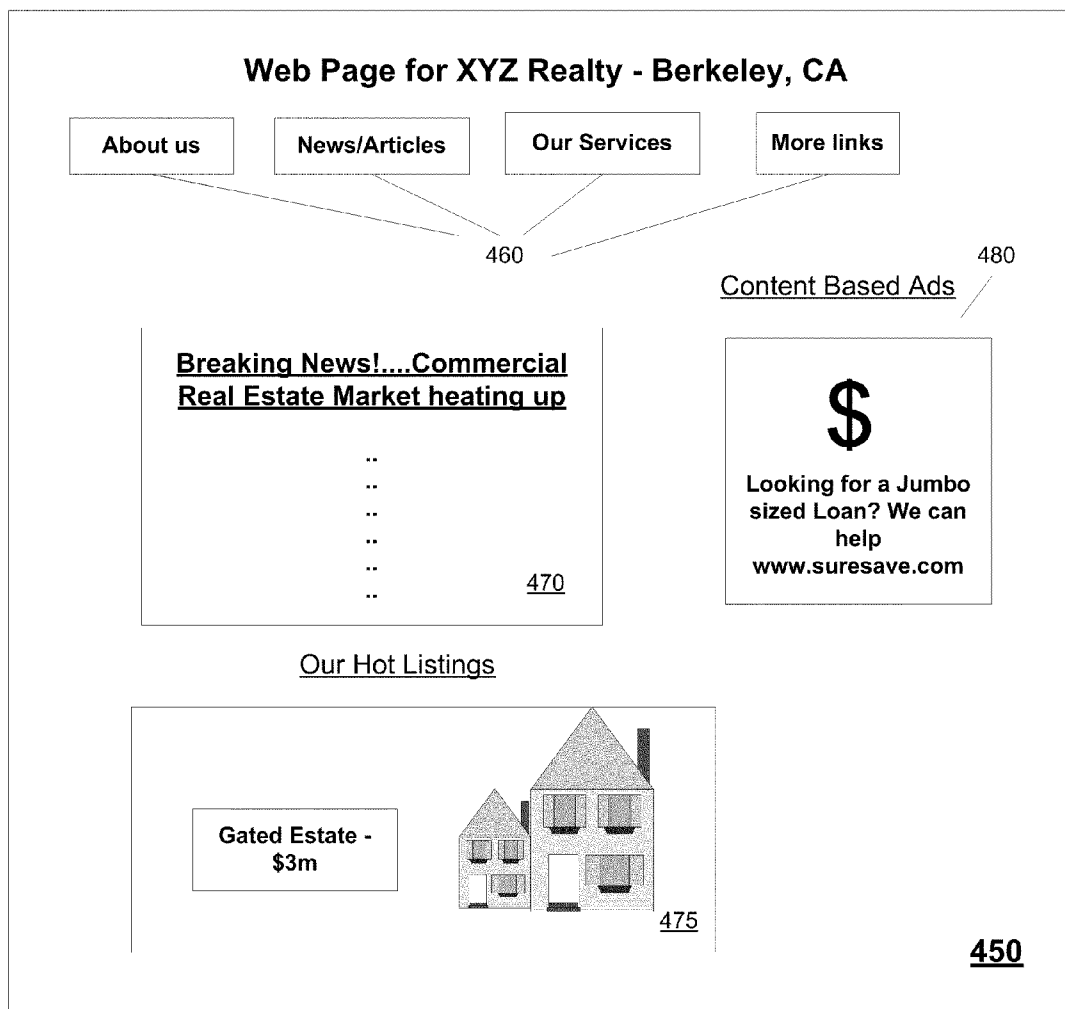 Web Page for XYZ Realty - Berkeley, CA
About us
News/Articles
Our Services
More links
460
480
Content Based Ads
Breaking News!....Commercial
Real Estate Market heating up
..
..
..
..
..
..
470
$
Looking for a Jumbo
sized Loan? We can
help
www.suresave.com
Our Hot Listings
Gated Estate -
$3m
475
450